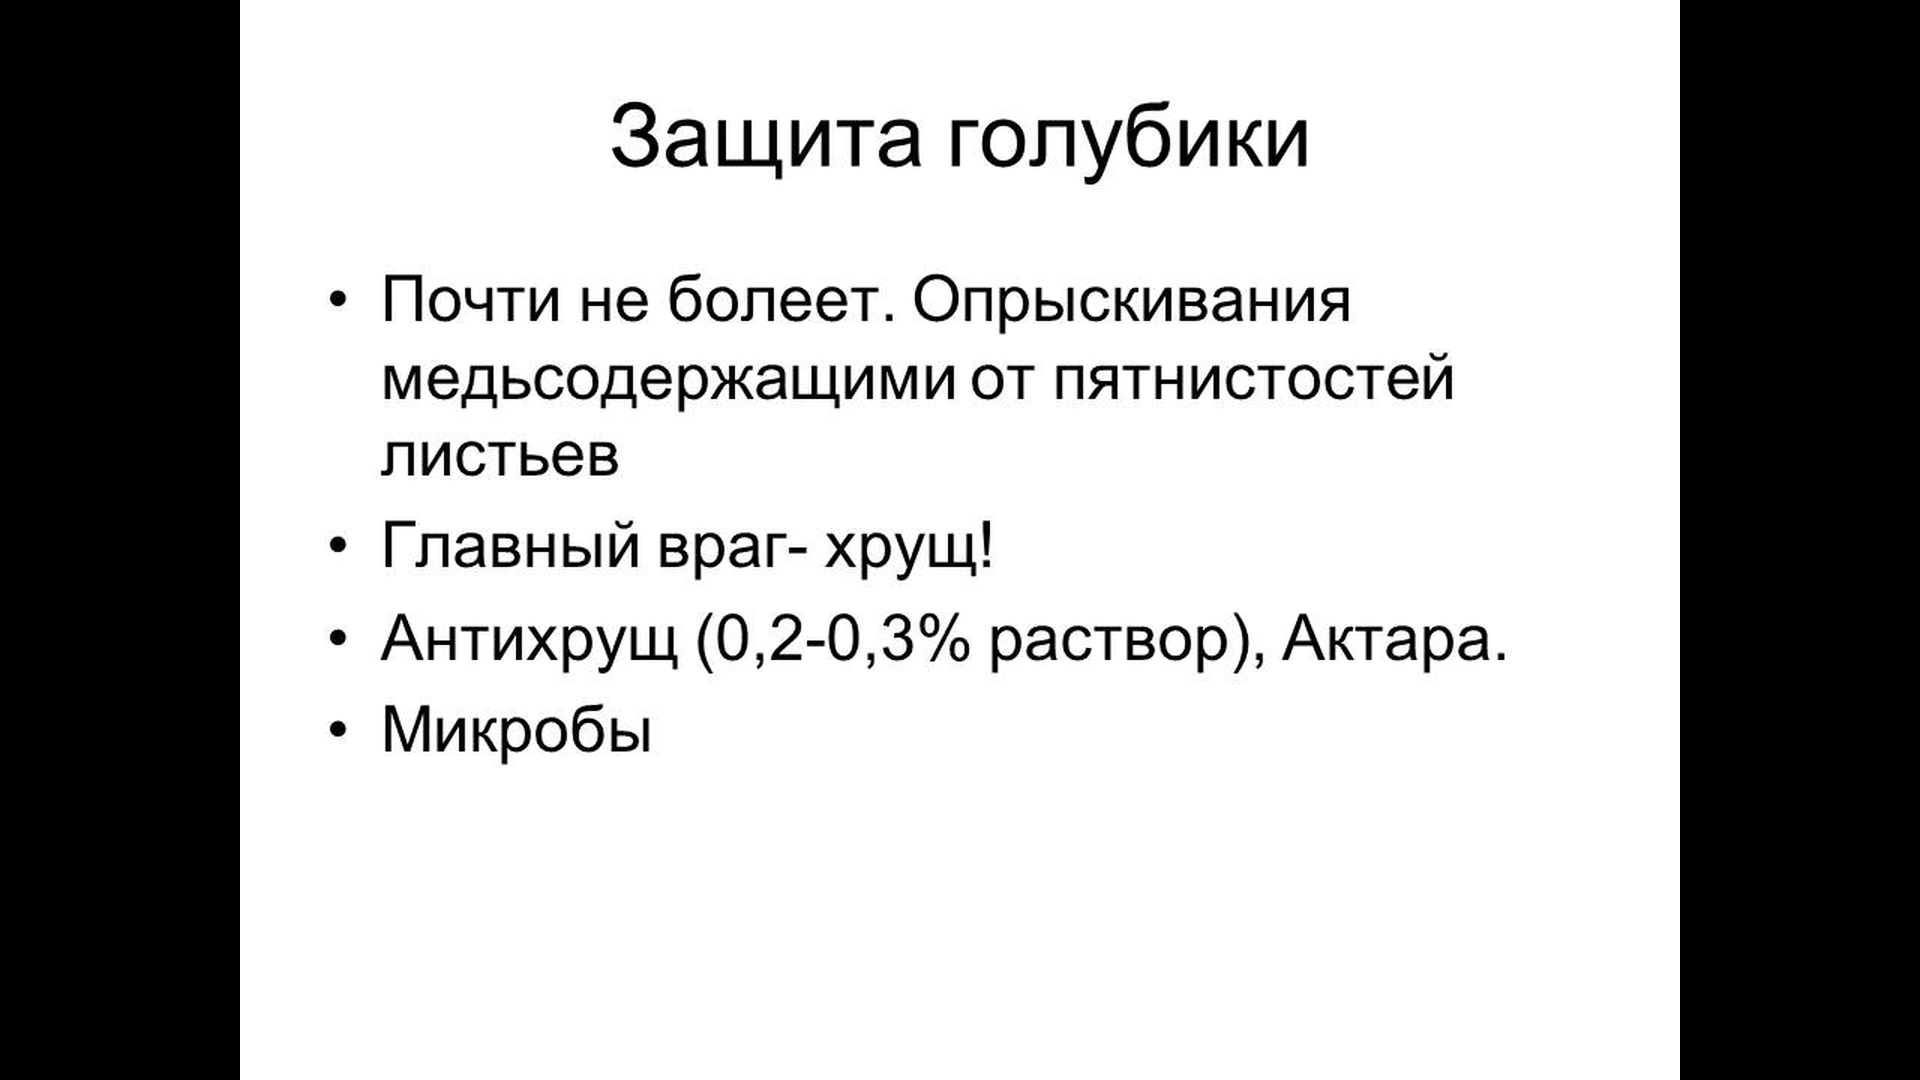 Защита голубики
• Почти не болеет. Опрыскивания
медьсодержащими от пятнистостей
листьев
• Главный враг- хрущ!
• Антихрущ (0,2-0,3% раствор), Актара.
• Микробы